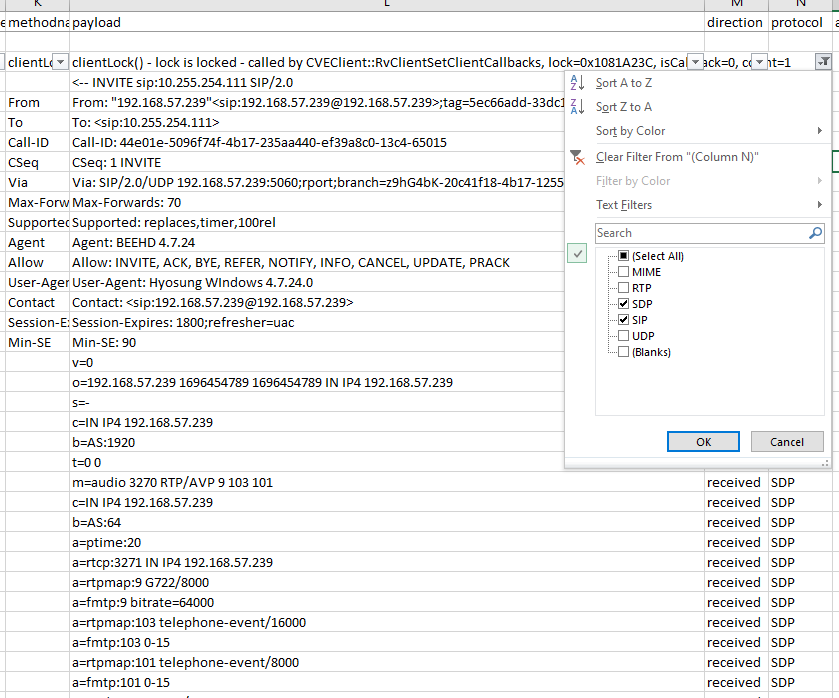 K L M N
methodna payload direction protocol a
clientLo clientLock() - lock is locked - called by CVEClient::RvClientSetClientCallbacks, lock=0x1081A23C, isCal ack=0, co nt=1
<-- INVITE sip:10.255.254.111 SIP/2.0
From From: "192.168.57.239"<sip:192.168.57.239@192.168.57.239>;tag=5ec66add-33dc1
To To: <sip:10.255.254.111>
Call-ID Call-ID: 44e01e-5096f74f-4b17-235aa440-ef39a8c0-13c4-65015
CSeq CSeq: 1 INVITE
Via Via: SIP/2.0/UDP 192.168.57.239:5060;rport;branch=z9hG4bK-20c41f18-4b17-1255
Max-Forw Max-Forwards: 70
Supported Supported: replaces,timer,100rel
Agent Agent: BEEHD 4.7.24
Allow Allow: INVITE, ACK, BYE, REFER, NOTIFY, INFO, CANCEL, UPDATE, PRACK
User-Agen User-Agent: Hyosung WIndows 4.7.24.0
Contact Contact: <sip:192.168.57.239@192.168.57.239>
Session-Ex Session-Expires: 1800;refresher=uac
Min-SE Min-SE: 90
v=0
o=192.168.57.239 1696454789 1696454789 IN IP4 192.168.57.239
s=-
c=IN IP4 192.168.57.239
b=AS:1920
t=0 0
m=audio 3270 RTP/AVP 9 103 101 received SDP
c=IN IP4 192.168.57.239 received SDP
b=AS:64 received SDP
a=ptime:20 received SDP
a=rtcp:3271 IN IP4 192.168.57.239 received SDP
a=rtpmap:9 G722/8000 received SDP
a=fmtp:9 bitrate=64000 received SDP
a=rtpmap:103 telephone-event/16000 received SDP
a=fmtp:103 0-15 received SDP
a=rtpmap:101 telephone-event/8000 received SDP
a=fmtp:101 0-15 received SDP
Sort A to Z
Sort Z to A
Sort by Color
Clear Filter From "(Column N)"
Filter by Color
Text Filters
Search
(Select All)
MIME
RTP
SDP
SIP
UDP
(Blanks)
OK Cancel